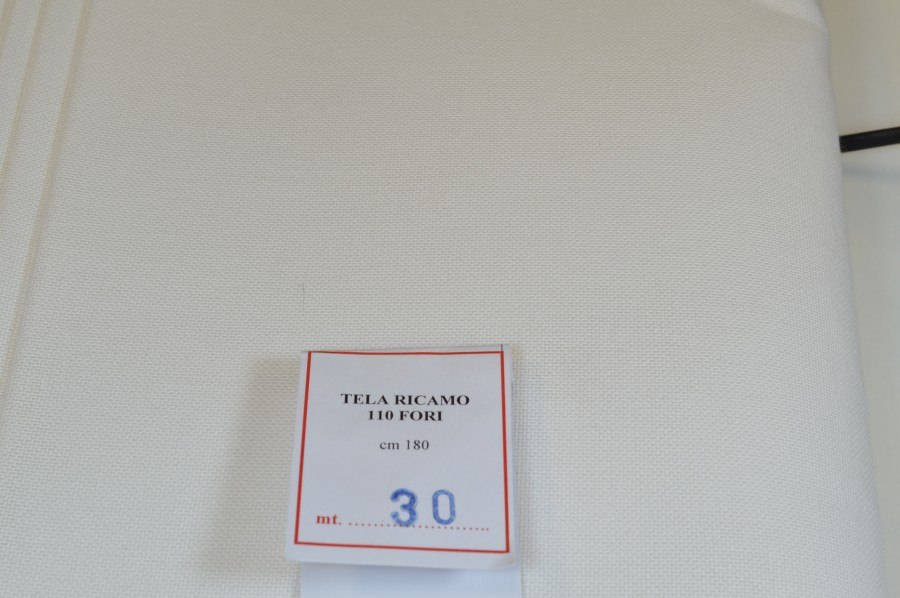 TELA RICAMO
110 FORI
cm 180
mt. 30